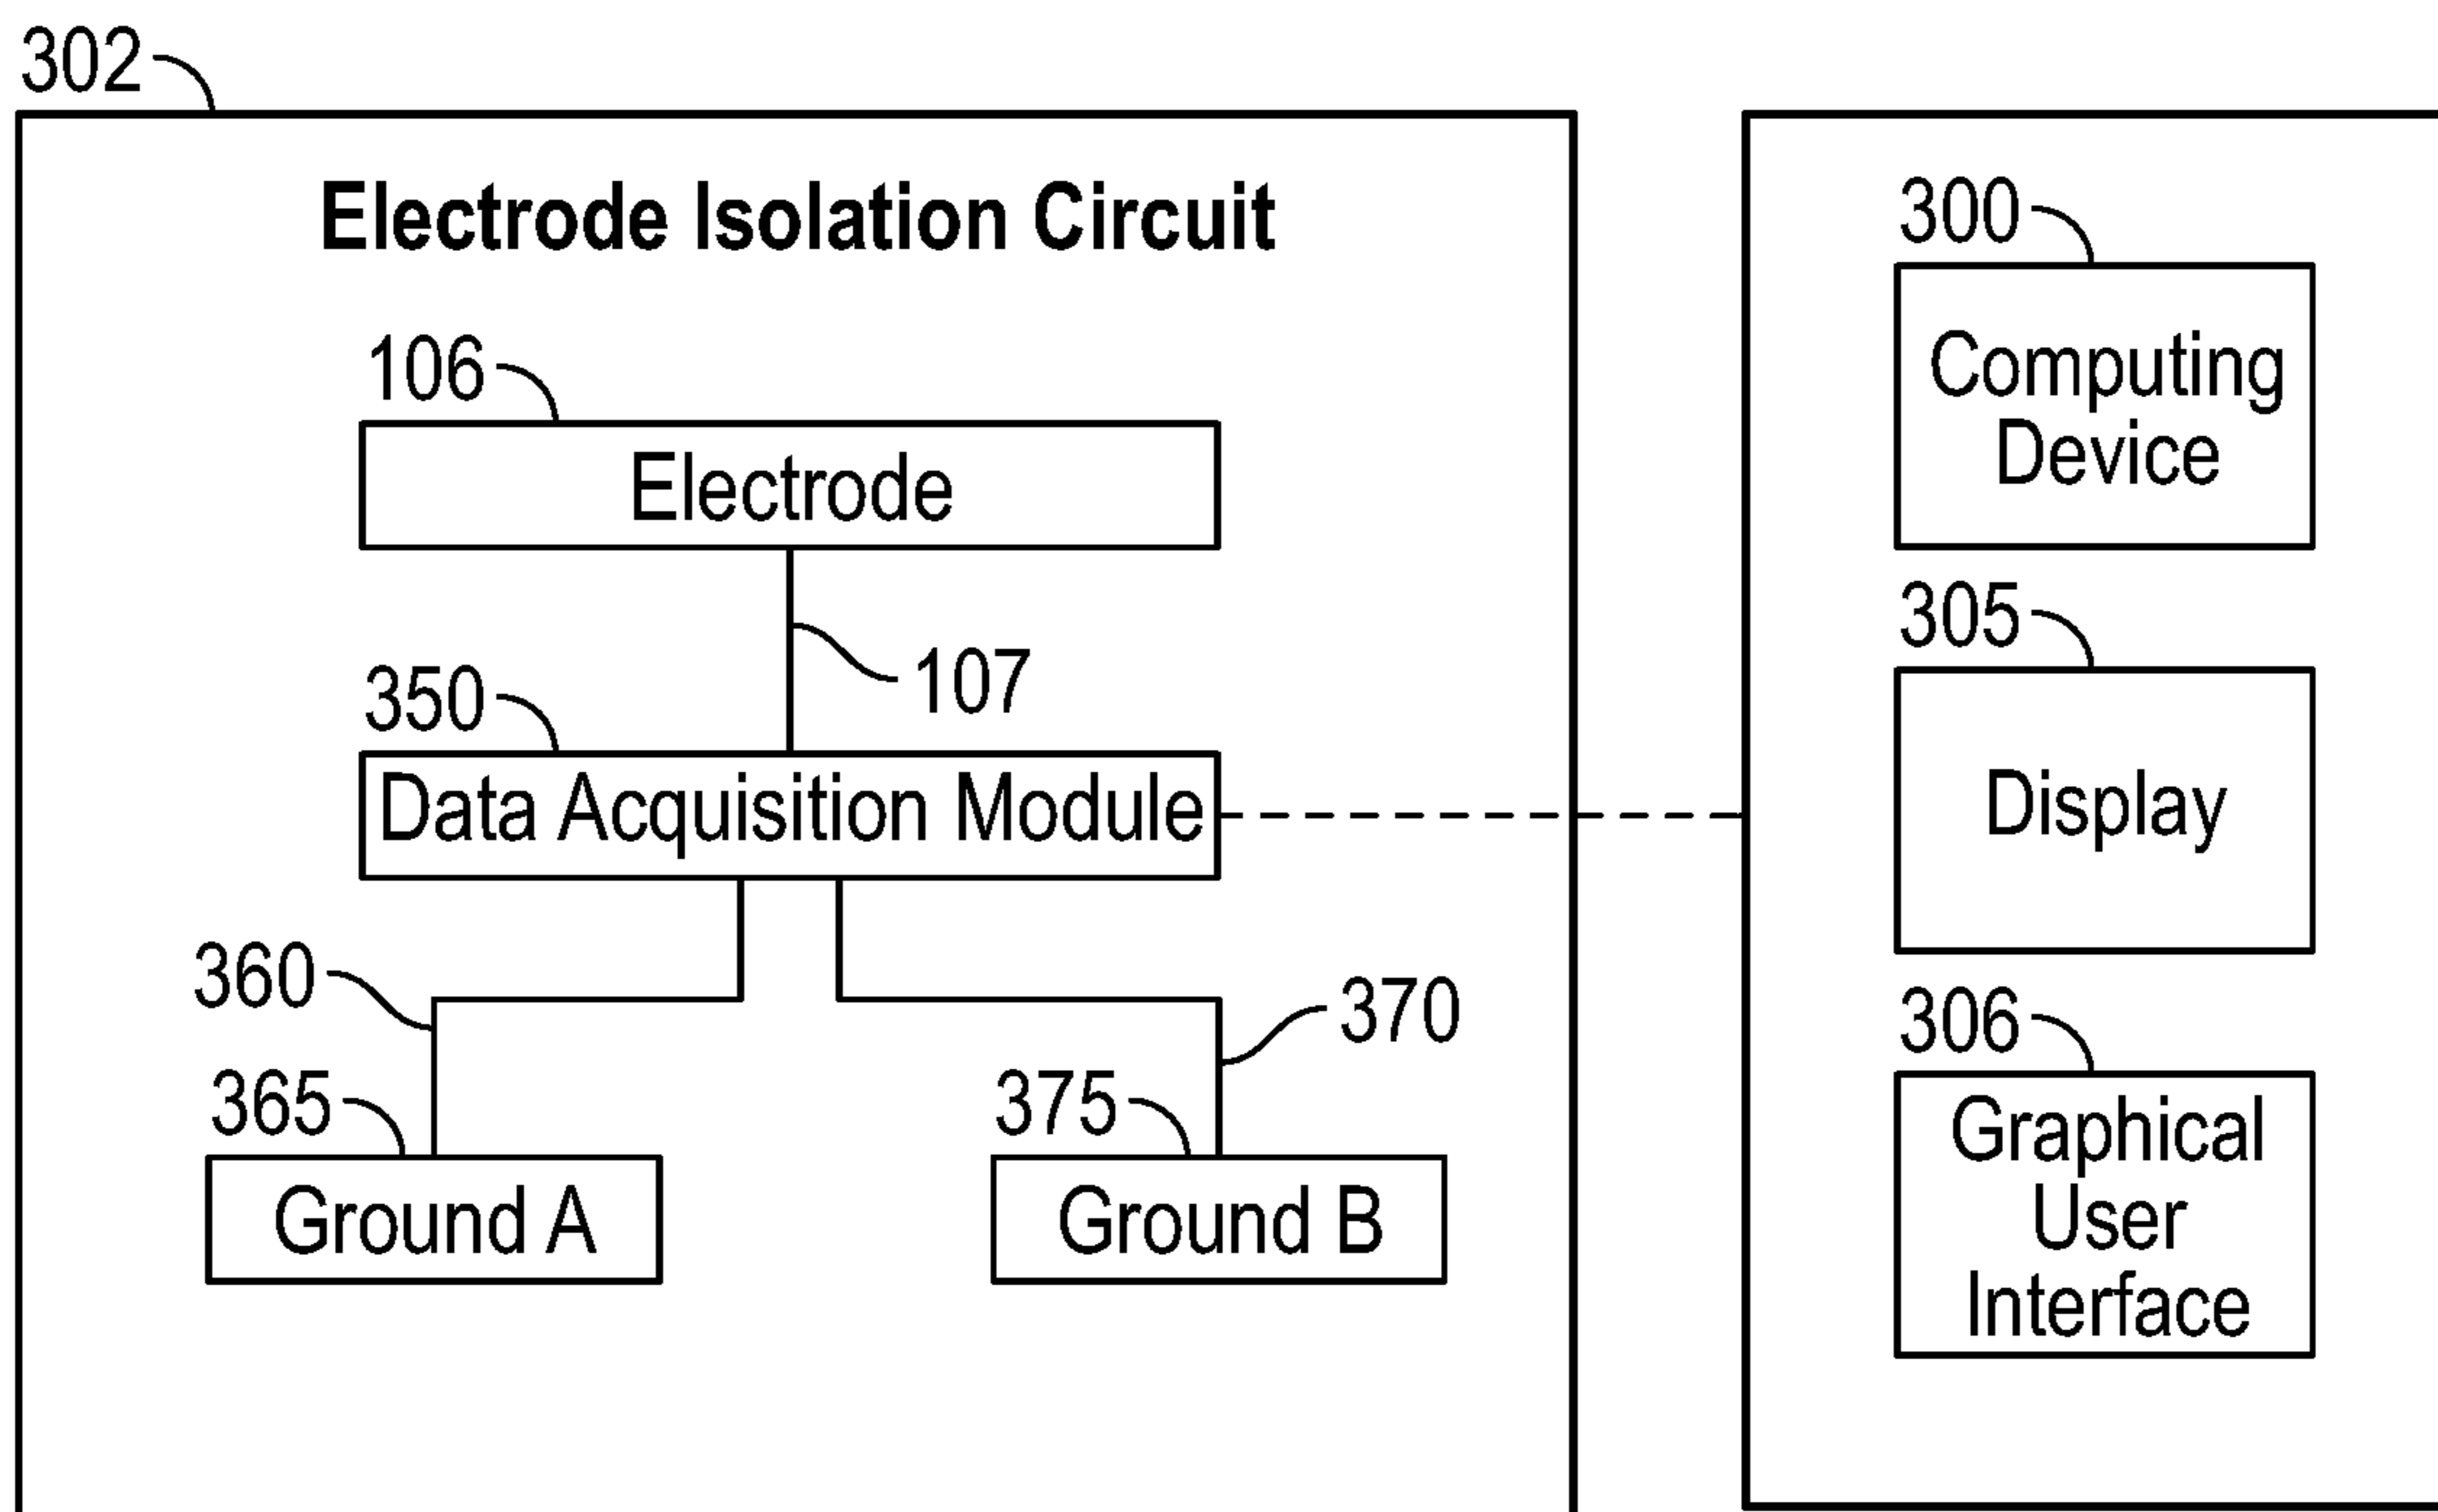 302
Electrode Isolation Circuit
106
Electrode
107
350
Data Acquisition Module
360
370
365
375
Ground A
Ground B
300
Computing
Device
305
Display
306
Graphical
User
Interface